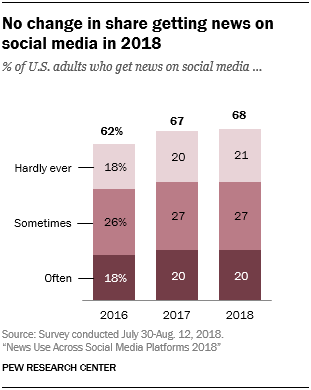 No change in share getting news on
social media in 2018
% of U.S. adults who get news on social media ...
62% 67 68
Hardly ever 18% 20 21
Sometimes 26% 27 27
Often 18% 20 20
2016 2017 2018
Source: Survey conducted July 30-Aug. 12, 2018.
“News Use Across Social Media Platforms 2018”
PEW RESEARCH CENTER